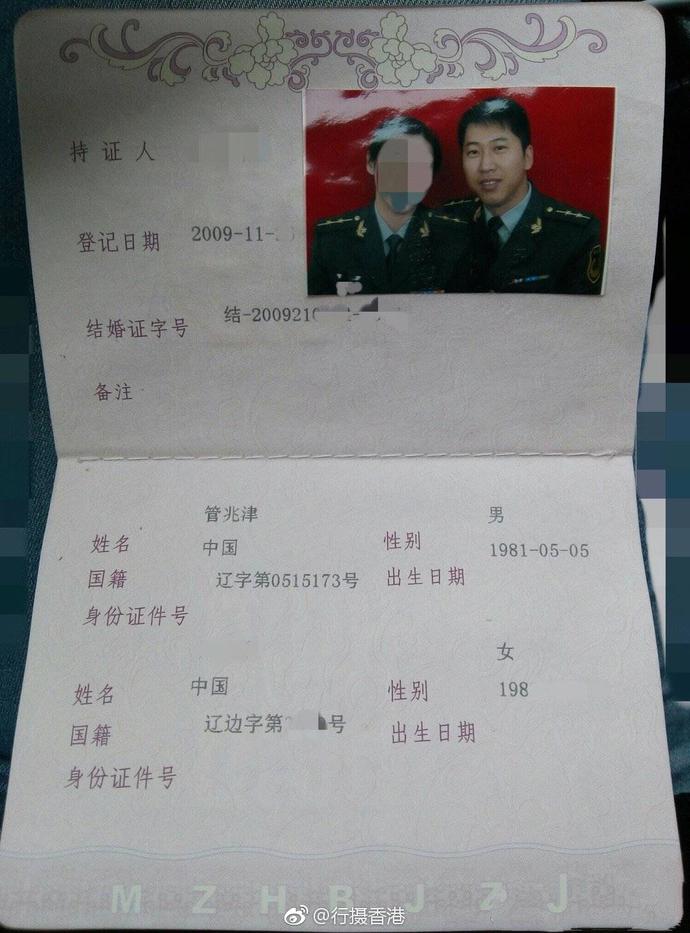 持证人
登记日期 2009-11-
结婚证字号 结-200921
备注
管兆津 男
姓名 中国 性别 1981-05-05
国籍 辽字第0515173号 出生日期
身份证件号
女
姓名 中国 性别 198
国籍 辽边字第 号 出生日期
身份证件号
MZHBJZJ
@行摄香港